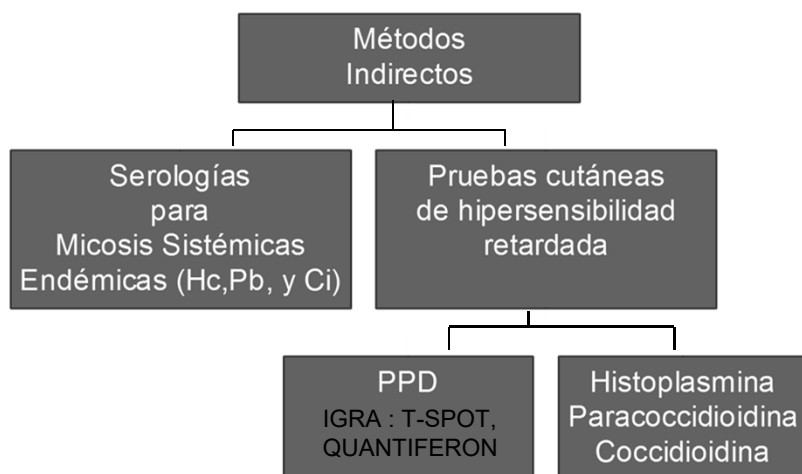 Métodos
Indirectos
Serologías
para
Micosis Sistémicas
Endémicas (Hc,Pb, y Ci)
Pruebas cutáneas
de hipersensibilidad
retardada
PPD
IGRA : T-SPOT,
QUANTIFERON
Histoplasmina
Paracoccidioidina
Coccidioidina